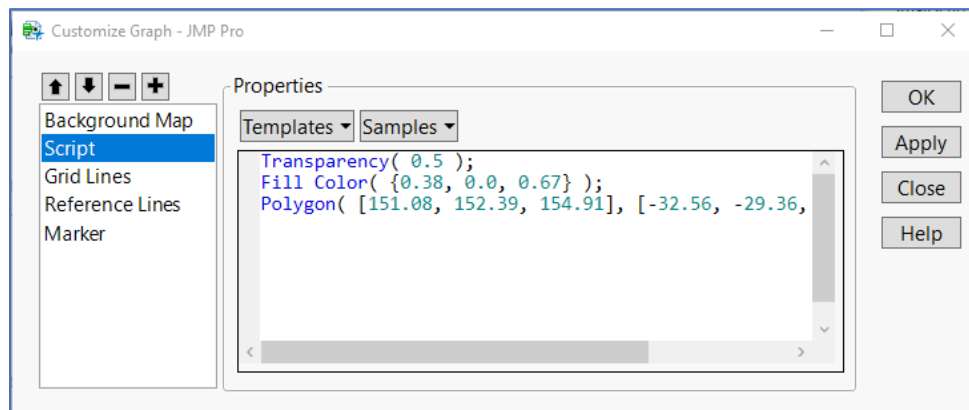 Customize Graph - JMP Pro
Properties
Background Map
Script
Grid Lines
Reference Lines
Marker
Templates
Samples
Transparency( 0.5 );
Fill Color( {0.38, 0.0, 0.67} );
Polygon( [151.08, 152.39, 154.91], [-32.56, -29.36,
OK
Apply
Close
Help